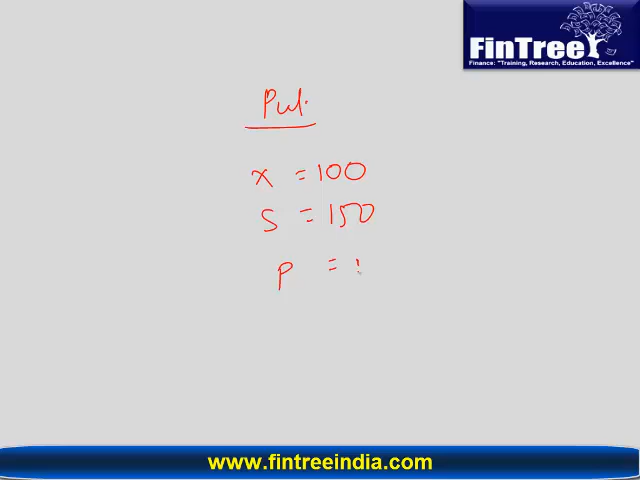 FinTree
Finance: "Training, Research, Education, Excellence"
Put
x = 100
S = 150
P =
www.fintreeindia.com